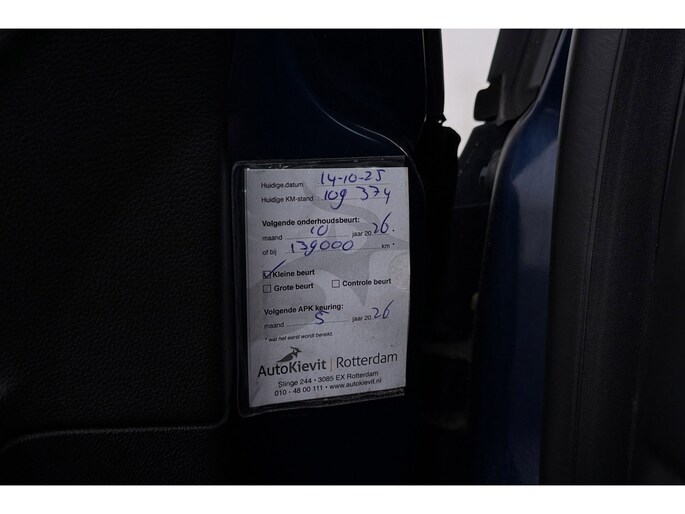 Huidige datum 14-10-25
Huidige KM-stand : 109 374
Volgende onderhoudsbeurt:
maand 10 jaar 20 26.
of bij 139000 km *
Kleine beurt
Grote beurt Controle beurt
Volgende APK keuring:
maand 5 jaar 20 26
* wat het eerst wordt bereikt.
AutoKievit | Rotterdam
Slinge 244 • 3085 EX Rotterdam
010 - 48 00 111 • www.autokievit.nl